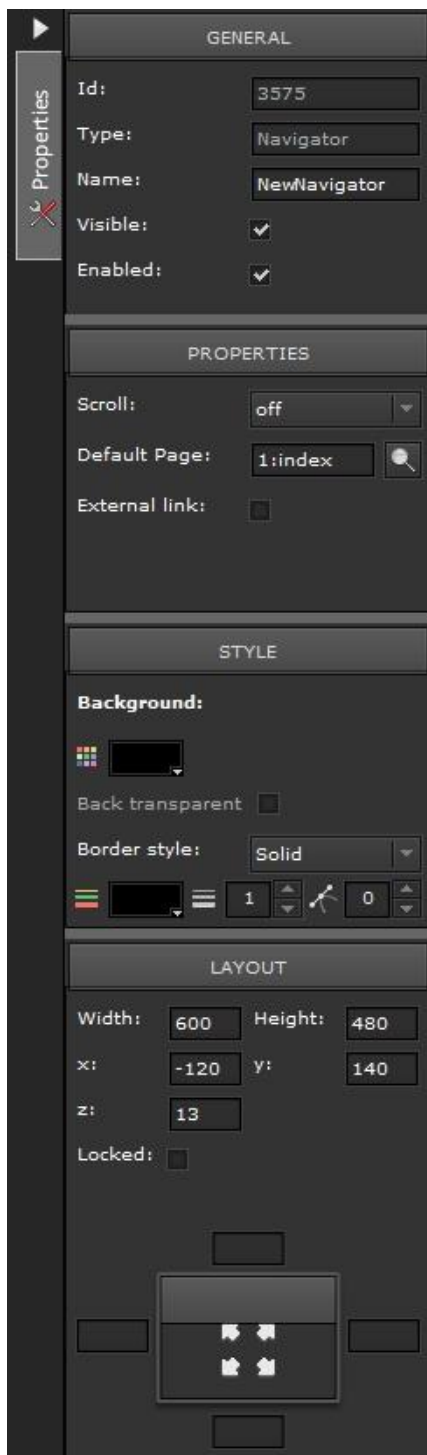 Properties
GENERAL
Id: 3575
Type: Navigator
Name: NewNavigator
Visible:
Enabled:
PROPERTIES
Scroll: off
Default Page: 1:index
External link:
STYLE
Background:
Back transparent
Border style: Solid
1 0
LAYOUT
Width: 600 Height: 480
x: -120 y: 140
z: 13
Locked: